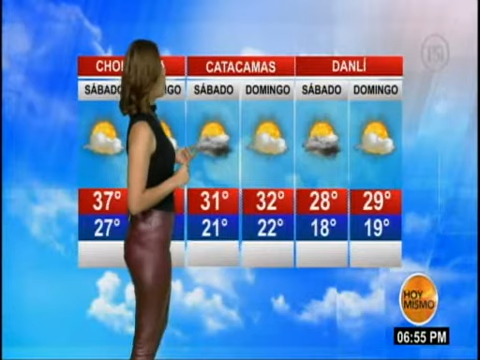 CATACAMAS DANLÍ
SÁBADO SÁBADO DOMINGO SÁBADO DOMINGO
37° 31° 32° 28° 29°
27° 21° 22° 18° 19°
HOY
MISMO
06:55 PM